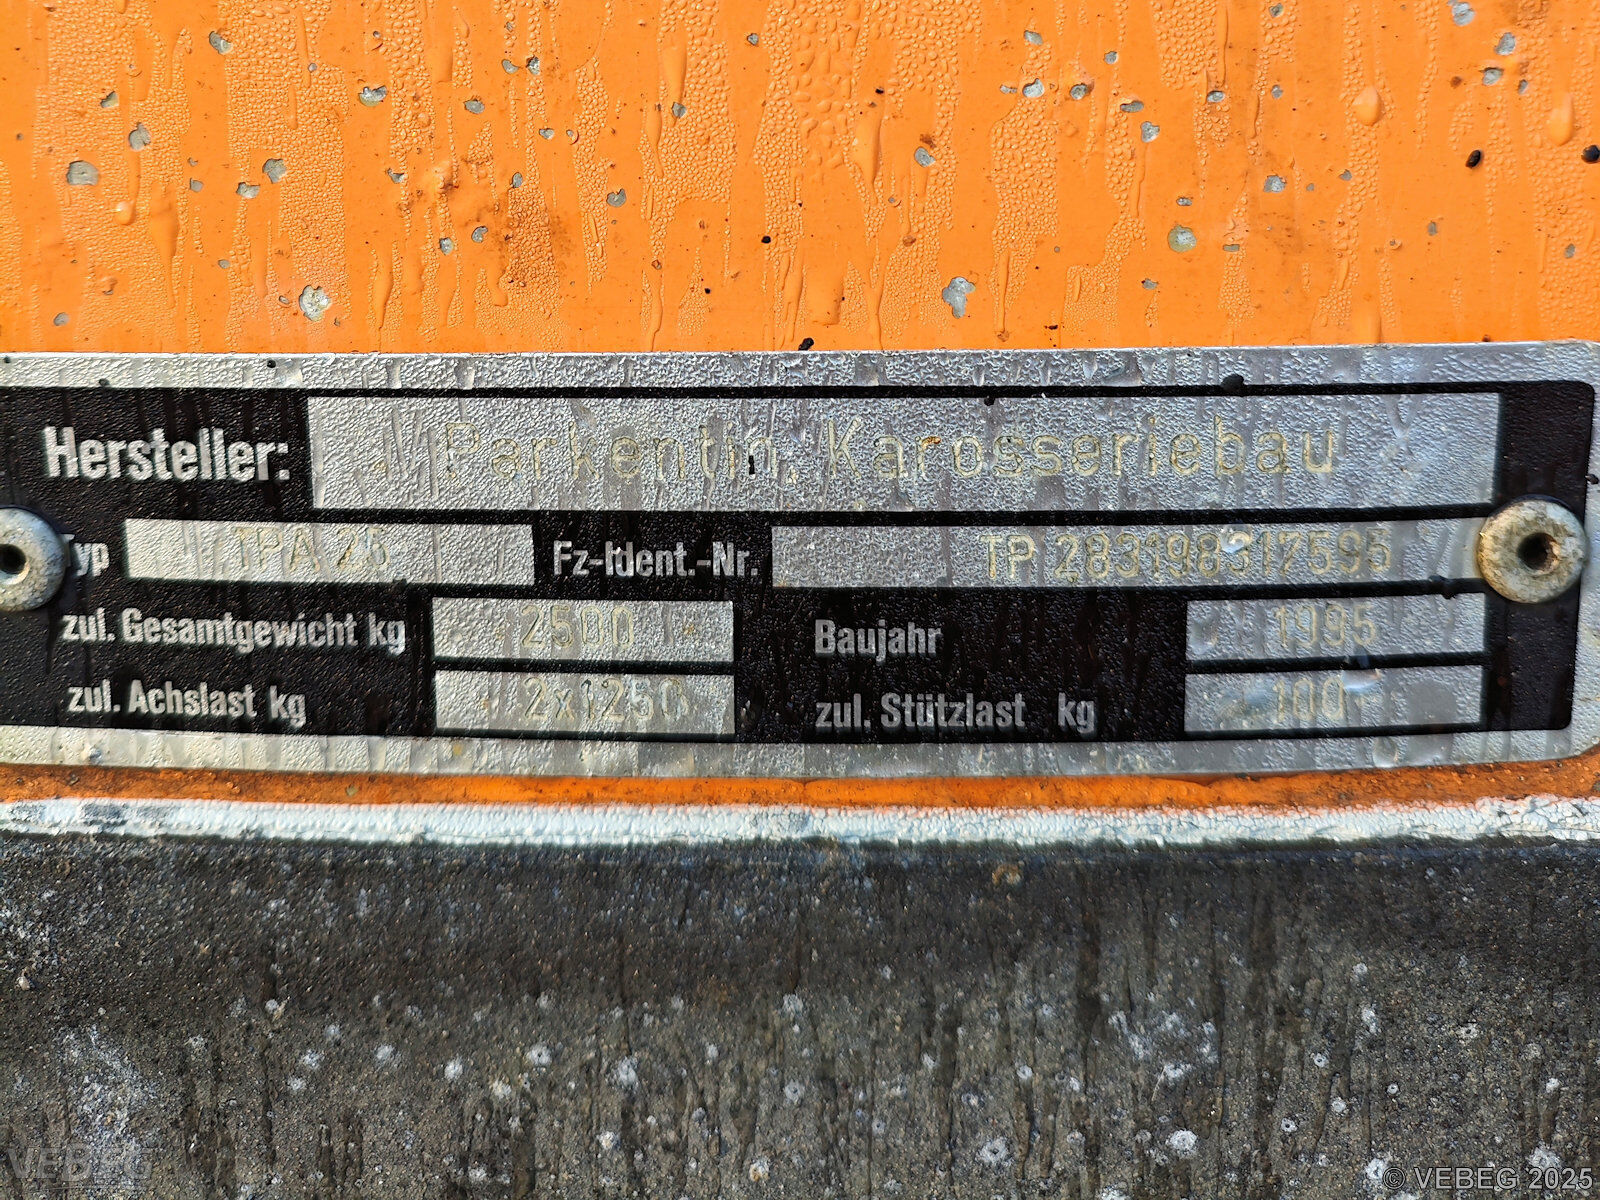 Hersteller: Parkentin, Karosseriebau
Typ TPA 25 Fz-Ident.-Nr. TP 283198317595
zul. Gesamtgewicht kg 2500 Baujahr 1995
zul. Achslast kg 2x1250 zul. Stützlast kg 100
VEBEG
© VEBEG 2025